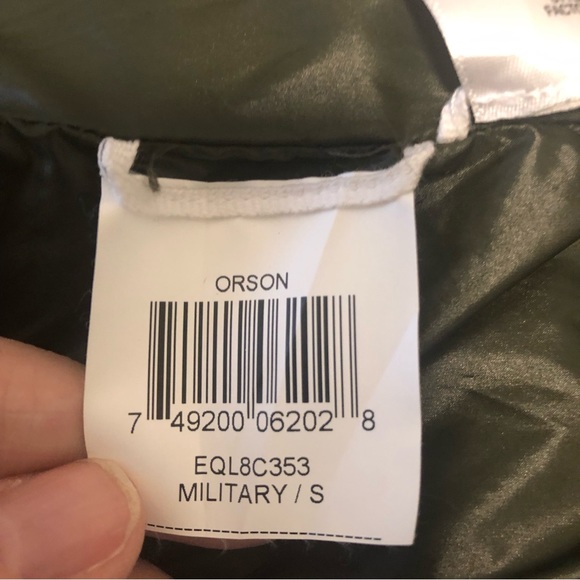 ORSON
7 49200 06202 8
EQL8C353
MILITARY / S